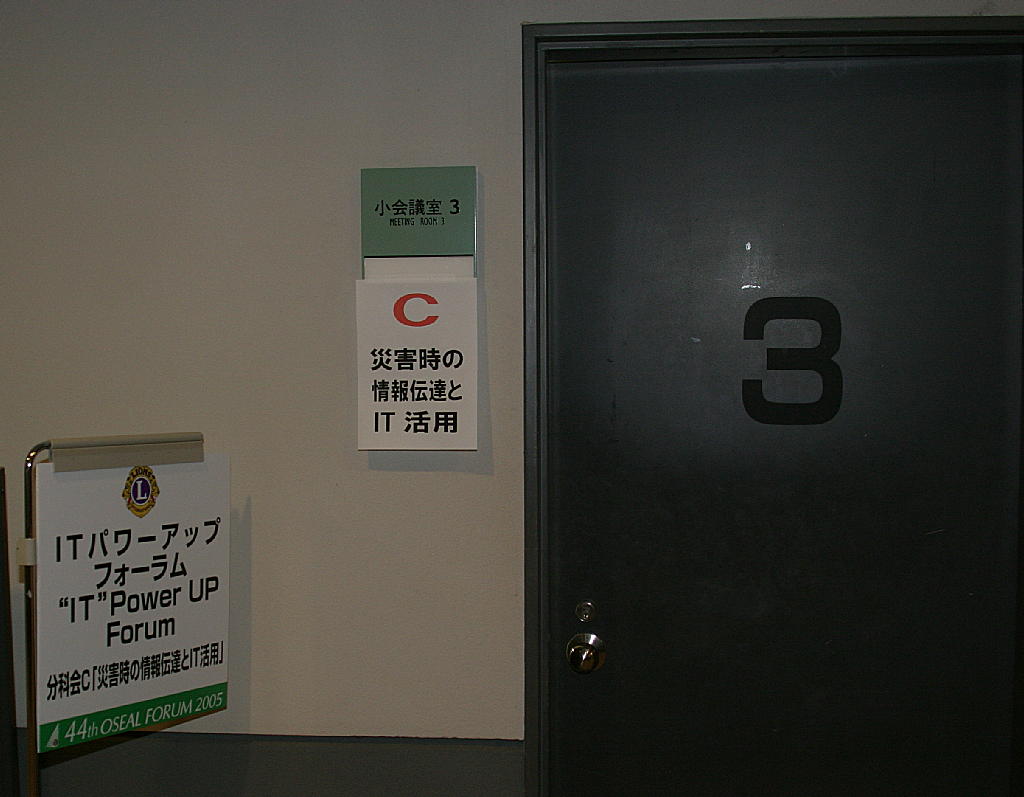 小会議室 3
MEETING ROOM 3
C
災害時の
情報伝達と
IT 活用
3
LIONS
L
ITパワーアップ
フォーラム
“IT” Power UP
Forum
分科会C「災害時の情報伝達とIT活用」
44th OSEAL FORUM 2005